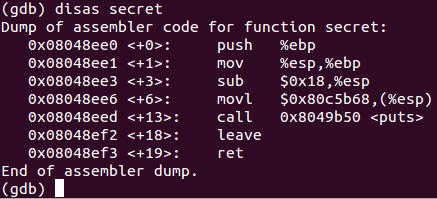 (gdb) disas secret
Dump of assembler code for function secret:
   0x08048ee0 <+0>:     push   %ebp
   0x08048ee1 <+1>:     mov    %esp,%ebp
   0x08048ee3 <+3>:     sub    $0x18,%esp
   0x08048ee6 <+6>:     movl   $0x80c5b68,(%esp)
   0x08048eed <+13>:    call   0x8049b50 <puts>
   0x08048ef2 <+18>:    leave
   0x08048ef3 <+19>:    ret
End of assembler dump.
(gdb)